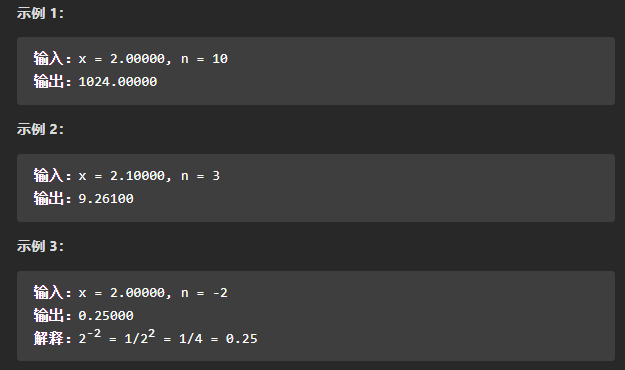 示例 1：
输入：x = 2.00000, n = 10
输出：1024.00000
示例 2：
输入：x = 2.10000, n = 3
输出：9.26100
示例 3：
输入：x = 2.00000, n = -2
输出：0.25000
解释：2⁻² = 1/2² = 1/4 = 0.25